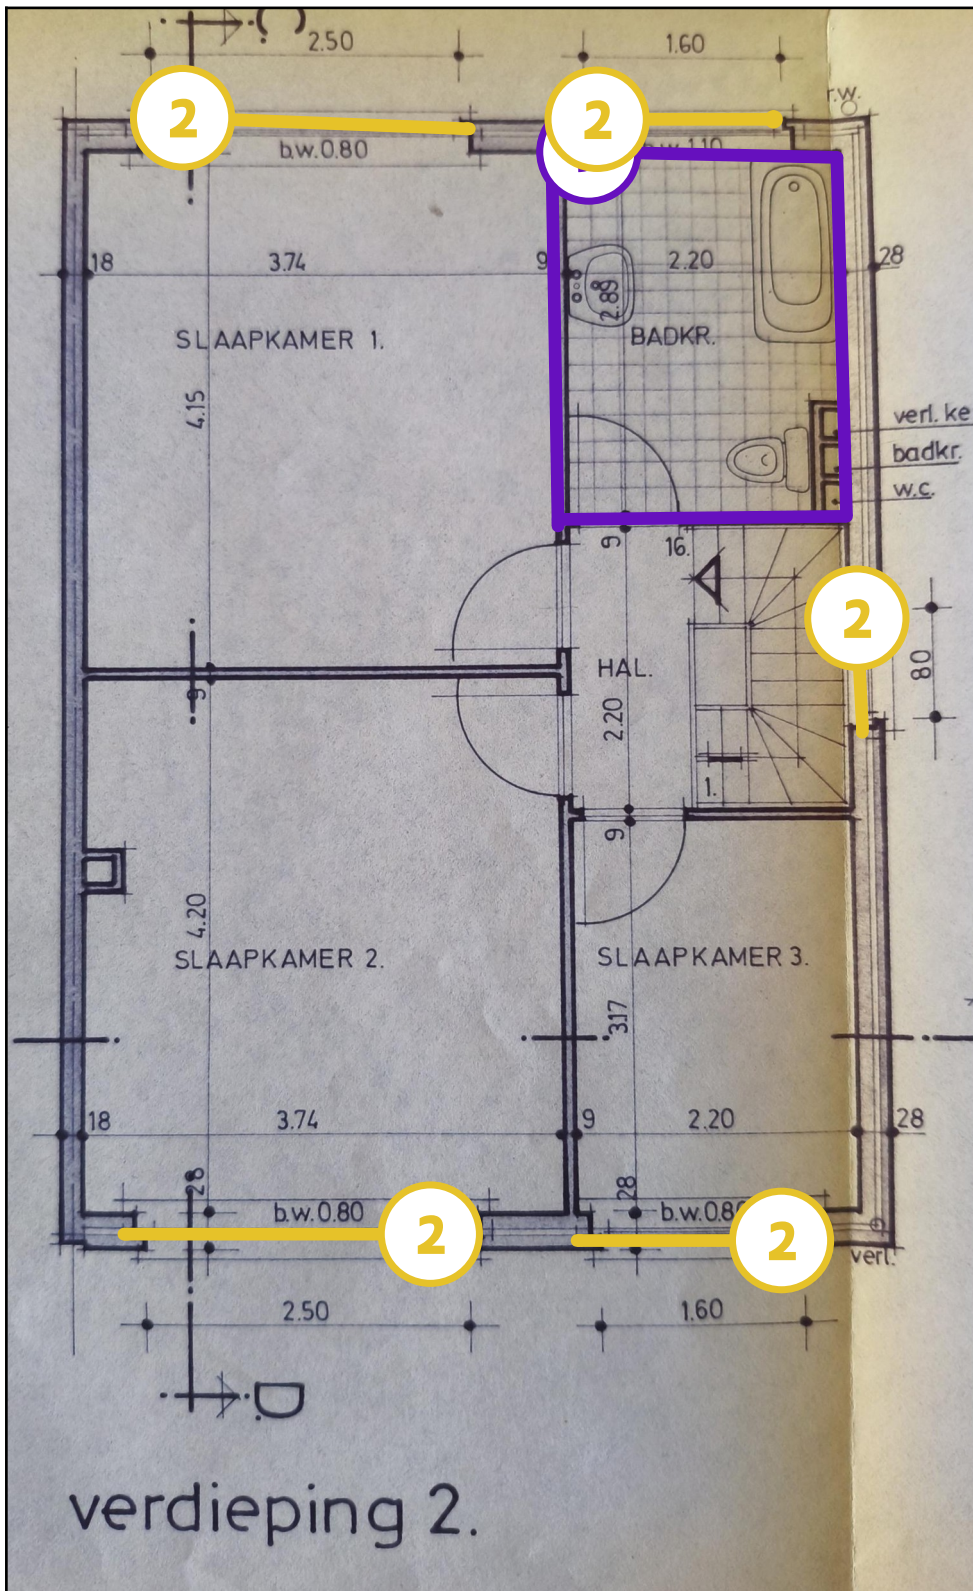 2.50
1.60
r.w.
2
2
b.w.0.80
b.w.1.10
18
3.74
9
2.20
28
2.89
SLAAPKAMER 1.
BADKR.
4.15
verl. ke
badkr.
w.c.
9
16.
2
HAL.
80
9
2.20
1.
9
4.20
SLAAPKAMER 2.
SLAAPKAMER 3.
3.17
18
3.74
9
2.20
28
28
28
b.w.0.80
b.w.0.80
2
2
verl.
2.50
1.60
D
verdieping 2.